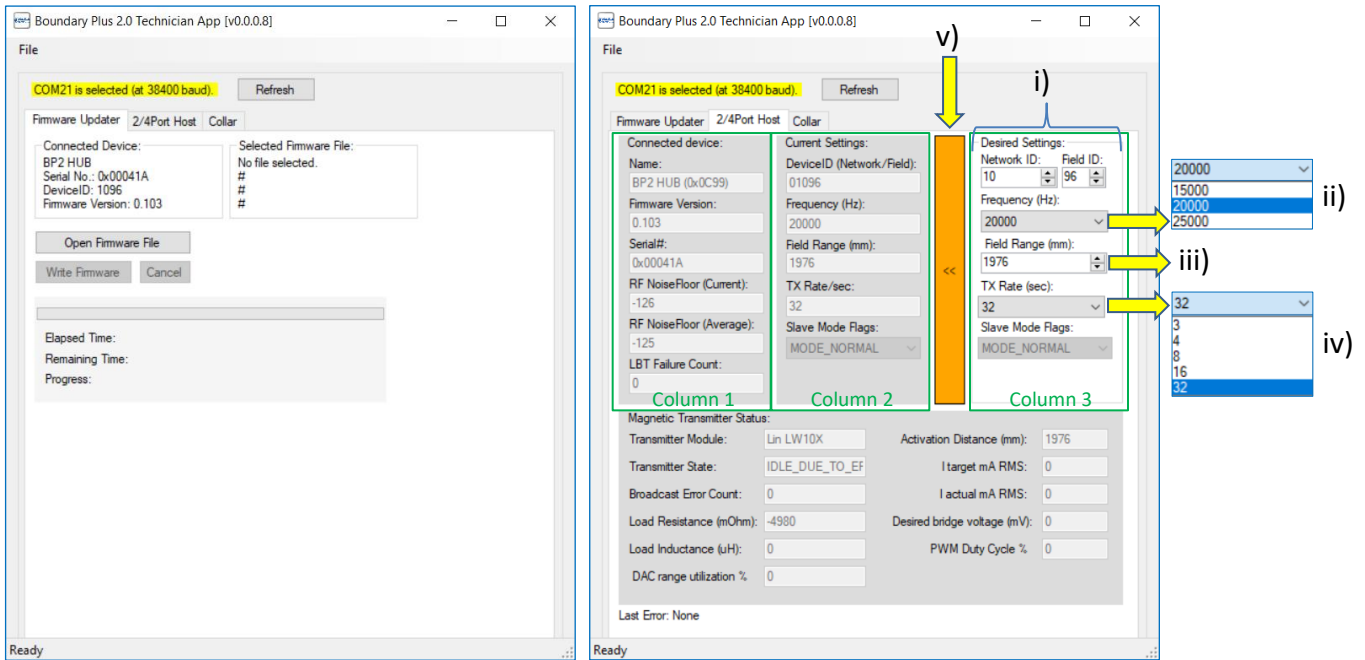 Boundary Plus 2.0 Technician App [v0.0.0.8]
File
COM21 is selected (at 38400 baud).
Refresh
Firmware Updater
2/4Port Host
Collar
Connected Device:
BP2 HUB
Serial No.: 0x00041A
DeviceID: 1096
Firmware Version: 0.103
Selected Firmware File:
No file selected.
#
#
#
Open Firmware File
Write Firmware
Cancel
Elapsed Time:
Remaining Time:
Progress:
Ready
Boundary Plus 2.0 Technician App [v0.0.0.8]
File
v)
i)
COM21 is selected (at 38400 baud).
Refresh
Firmware Updater
2/4Port Host
Collar
Connected device:
Name:
BP2 HUB (0x0C99)
Firmware Version:
0.103
Serial#:
0x00041A
RF NoiseFloor (Current):
-126
RF NoiseFloor (Average):
-125
LBT Failure Count:
0
Column 1
Current Settings:
DeviceID (Network/Field):
01096
Frequency (Hz):
20000
Field Range (mm):
1976
TX Rate/sec:
32
Slave Mode Flags:
MODE_NORMAL
Column 2
<<
Desired Settings:
Network ID:
Field ID:
10
96
Frequency (Hz):
20000
Field Range (mm):
1976
TX Rate (sec):
32
Slave Mode Flags:
MODE_NORMAL
Column 3
20000
15000
20000
25000
ii)
iii)
32
3
4
8
16
32
iv)
Magnetic Transmitter Status:
Transmitter Module:
Lin LW10X
Transmitter State:
IDLE_DUE_TO_EF
Broadcast Error Count:
0
Load Resistance (mOhm):
-4980
Load Inductance (uH):
0
DAC range utilization %
0
Activation Distance (mm):
1976
I target mA RMS:
0
I actual mA RMS:
0
Desired bridge voltage (mV):
0
PWM Duty Cycle %
0
Last Error: None
Ready